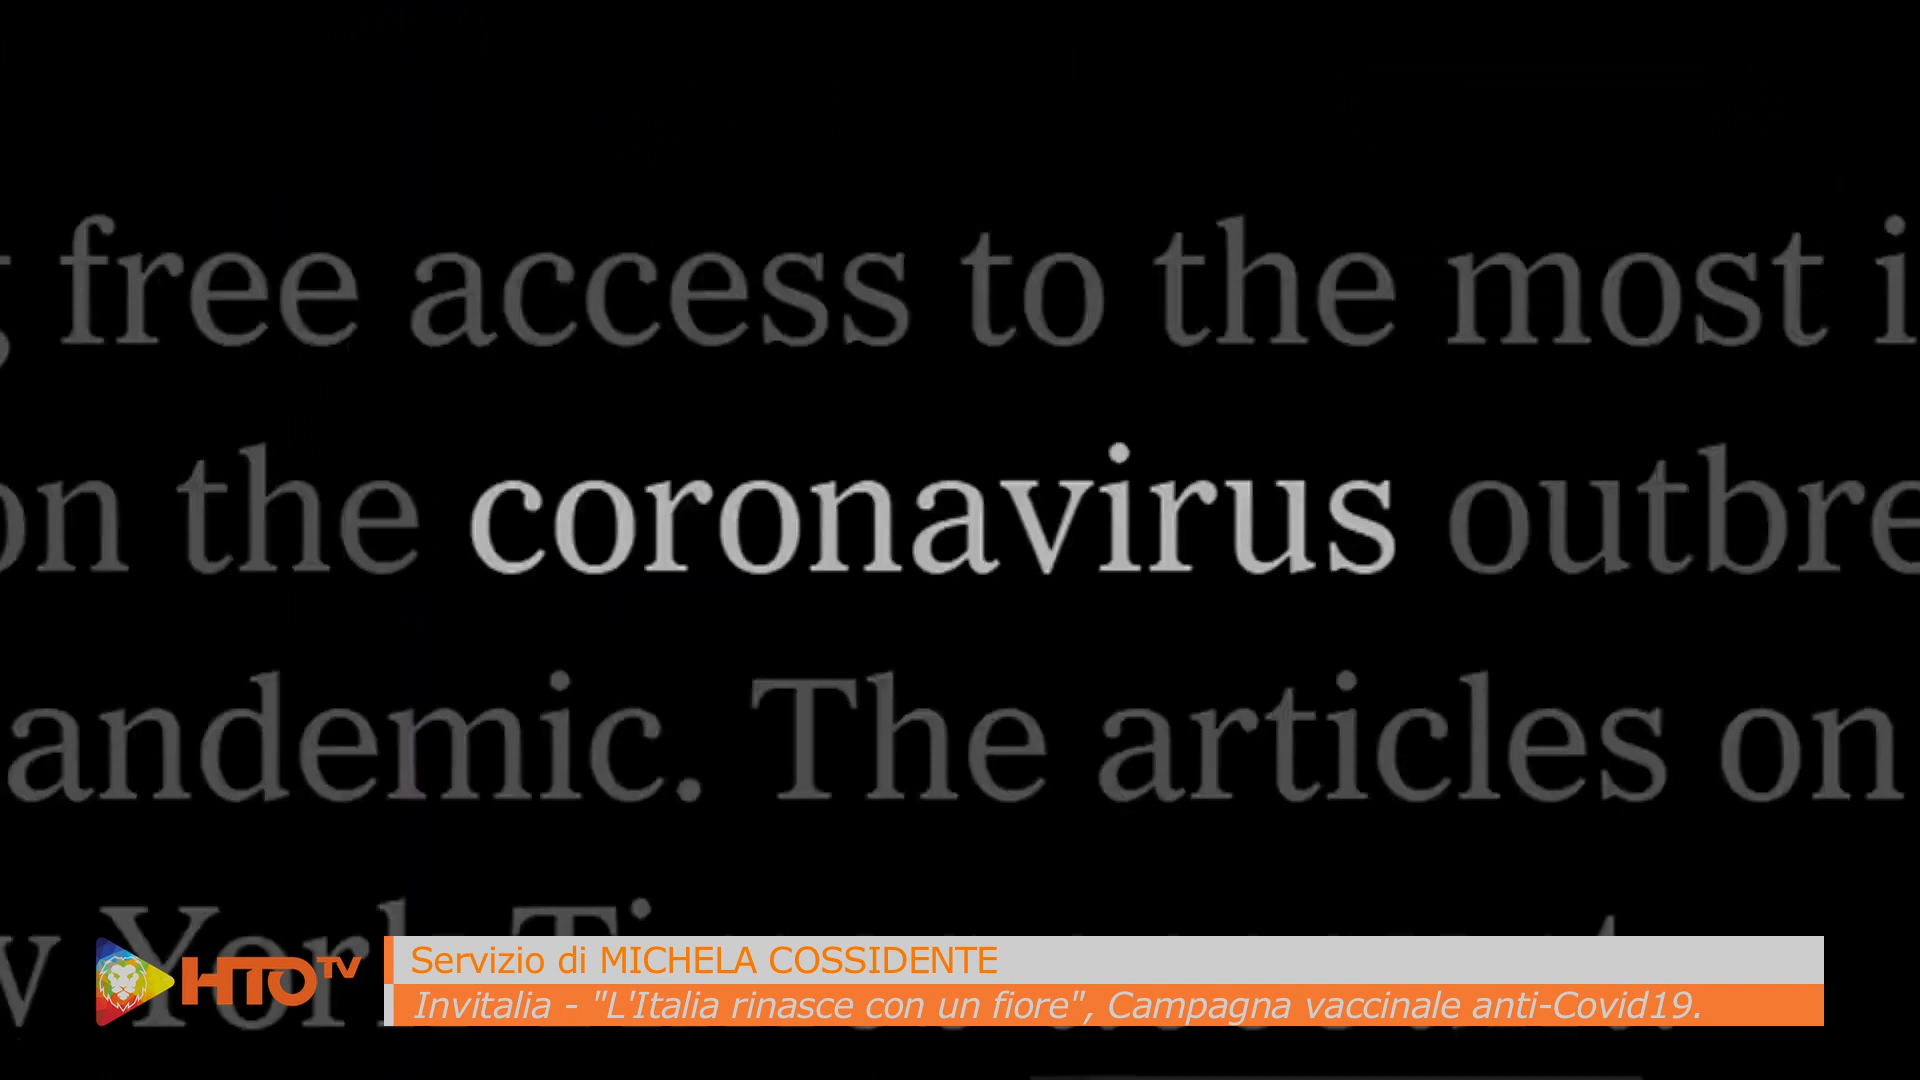 free access to the most
on the coronavirus outbre
andemic. The articles on
York
Servizio di MICHELA COSSIDENTE
HTO TV
Invitalia - "L'Italia rinasce con un fiore", Campagna vaccinale anti-Covid19.